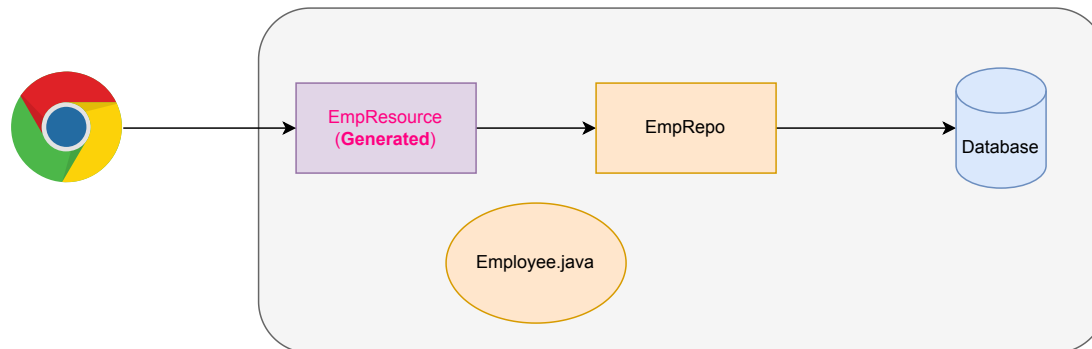 EmpResource
(Generated)
EmpRepo
Database
Employee.java